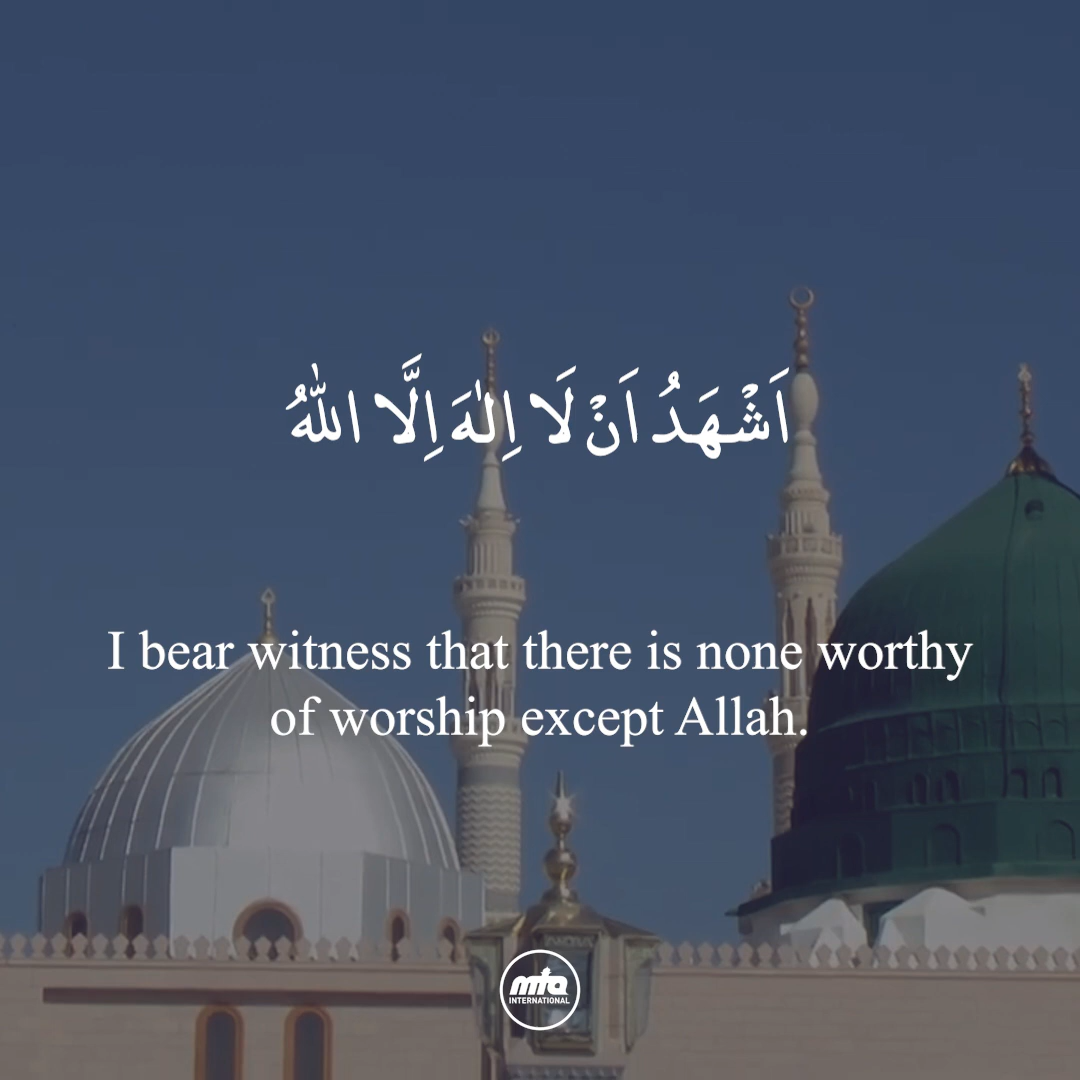 اَشْهَدُ اَنْ لَا اِلٰهَ اِلَّا اللّٰهُ
I bear witness that there is none worthy
of worship except Allah.
mta
INTERNATIONAL